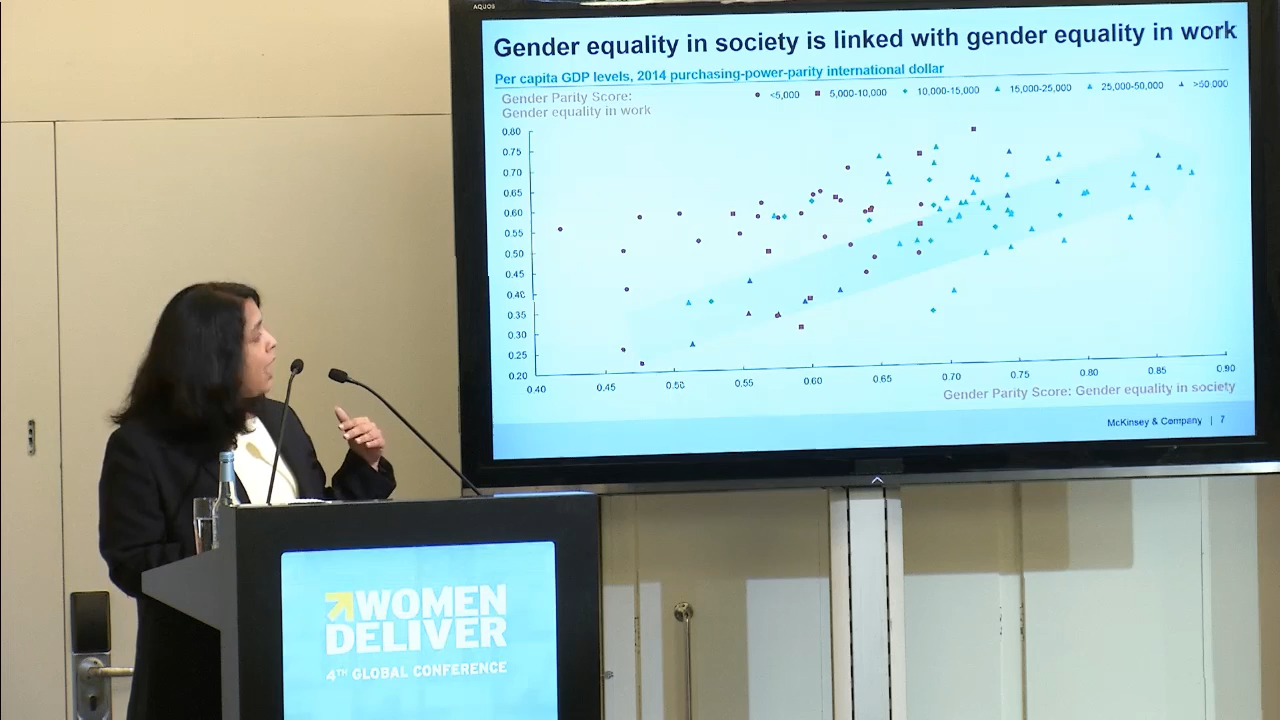 AQUOS
Gender equality in society is linked with gender equality in work
Per capita GDP levels, 2014 purchasing-power-parity international dollar
Gender Parity Score:
Gender equality in work
<5,000 5,000-10,000 10,000-15,000 15,000-25,000 25,000-50,000 >50.000
0.80
0.75
0.70
0.65
0.60
0.55
0.50
0.45
0.40
0.35
0.30
0.25
0.20
0.40 0.45 0.50 0.55 0.60 0.65 0.70 0.75 0.80 0.85 0.90
Gender Parity Score: Gender equality in society
McKinsey & Company | 7
WOMEN
DELIVER
4TH GLOBAL CONFERENCE